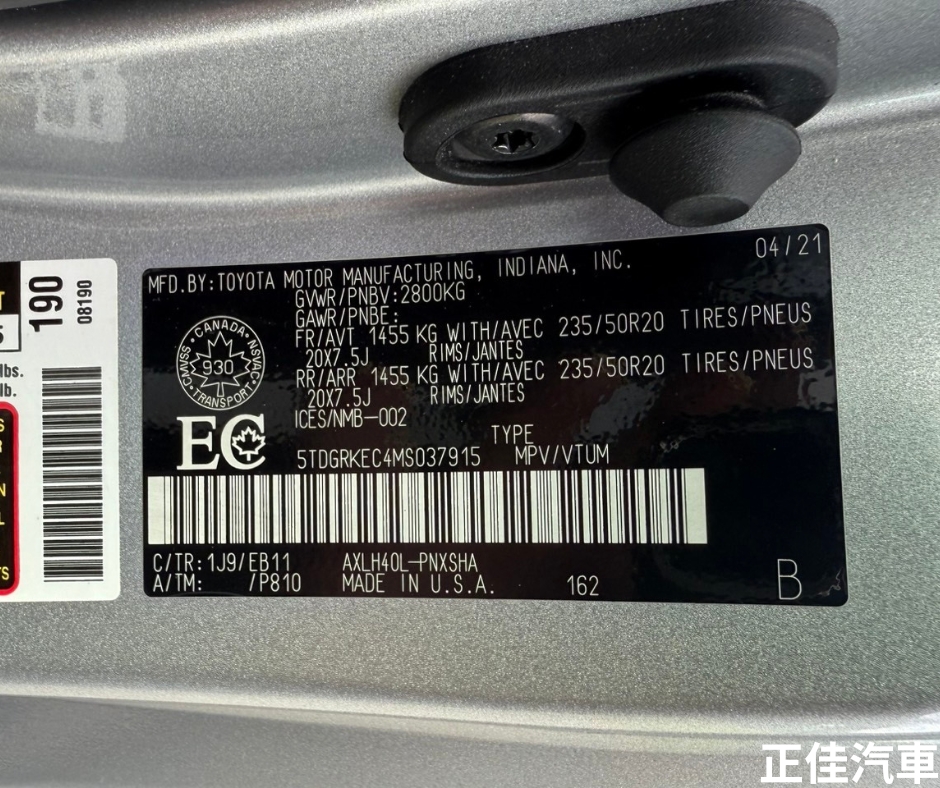 04/21
MFD.BY:TOYOTA MOTOR MANUFACTURING, INDIANA, INC.
GVWR/PNBV:2800KG
GAWR/PNBE:
FR/AVT 1455 KG WITH/AVEC 235/50R20 TIRES/PNEUS
20X7.5J RIMS/JANTES
RR/ARR 1455 KG WITH/AVEC 235/50R20 TIRES/PNEUS
20X7.5J RIMS/JANTES
ICES/NMB-002
TYPE
5TDGRKEC4MS037915 MPV/VTUM
C/TR:1J9/EB11 AXLH40L-PNXSHA
A/TM: /P810 MADE IN U.S.A. 162 B
CANADA
930
TRANSPORT
CMVSS
NSVAC
EC
190
08190
lbs.
lb.
正佳汽車